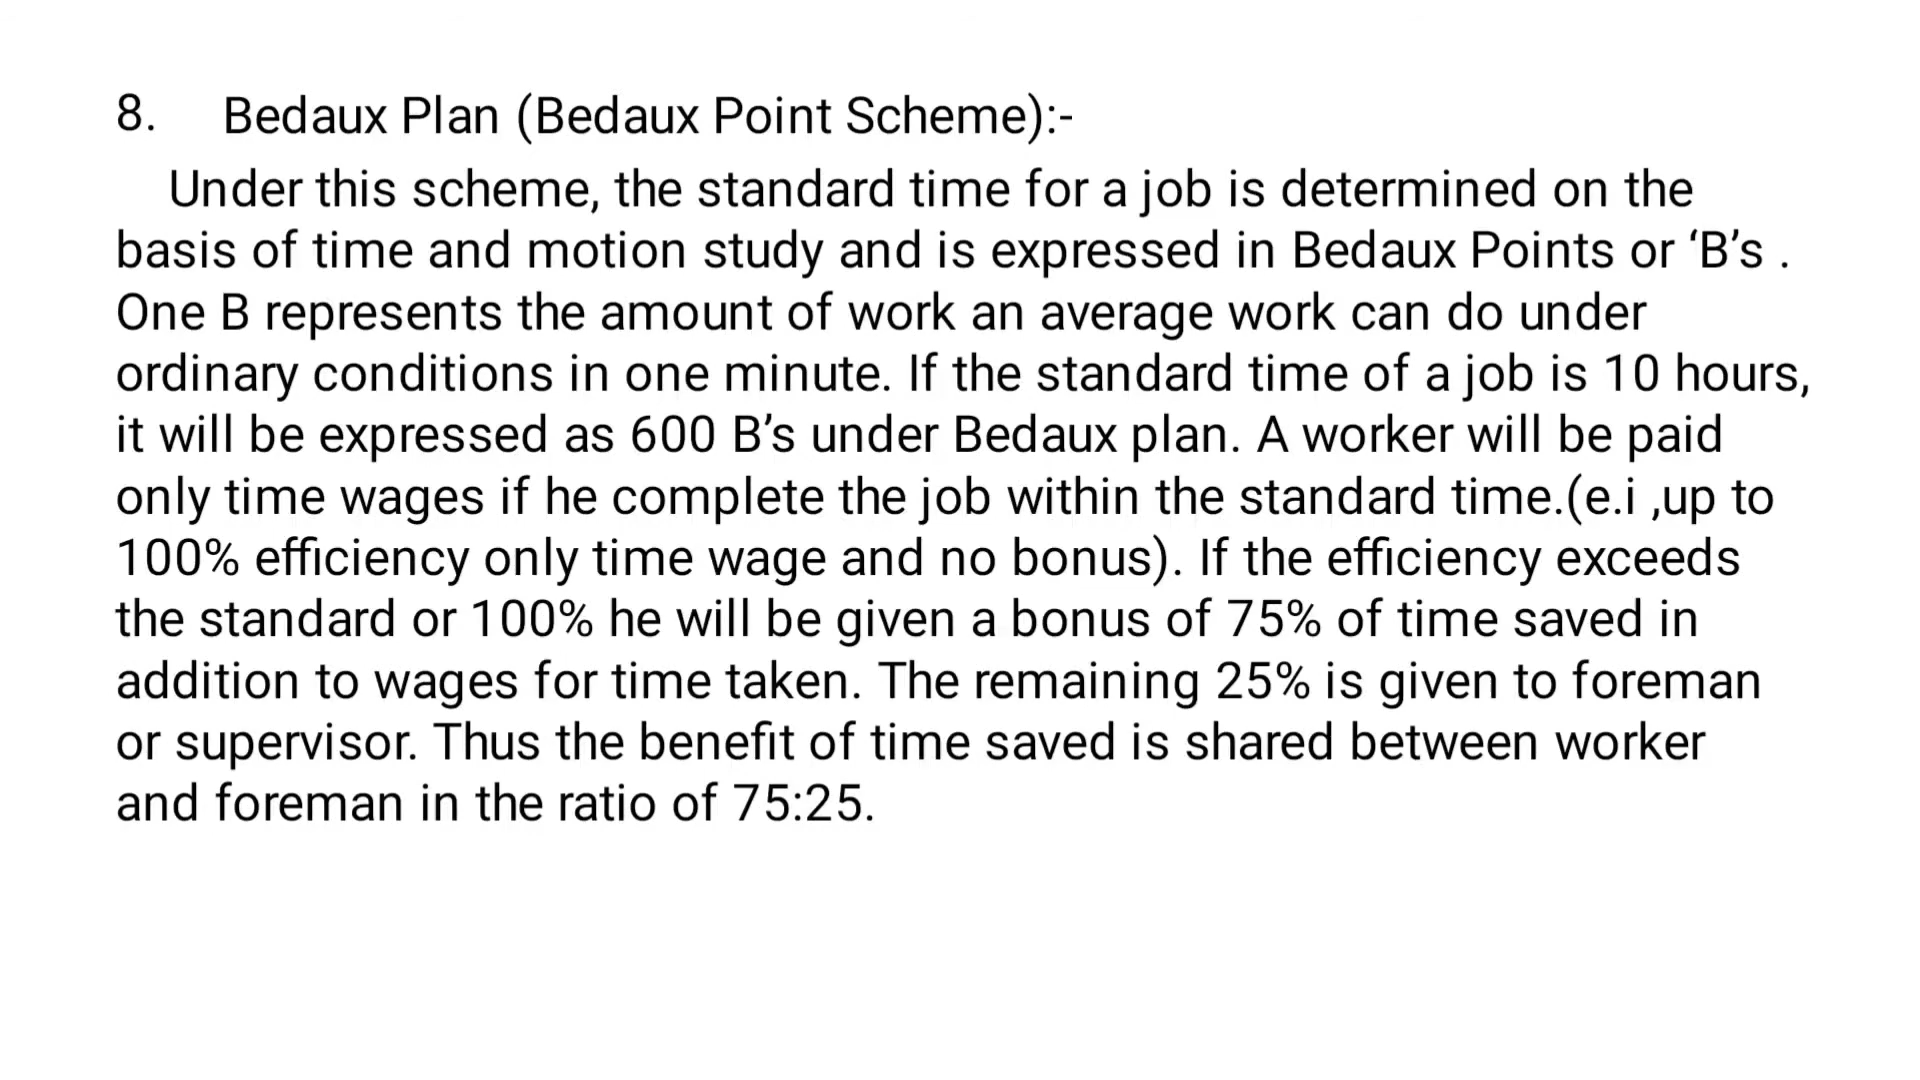 8. Bedaux Plan (Bedaux Point Scheme):-
Under this scheme, the standard time for a job is determined on the
basis of time and motion study and is expressed in Bedaux Points or ‘B’s .
One B represents the amount of work an average work can do under
ordinary conditions in one minute. If the standard time of a job is 10 hours,
it will be expressed as 600 B’s under Bedaux plan. A worker will be paid
only time wages if he complete the job within the standard time.(e.i ,up to
100% efficiency only time wage and no bonus). If the efficiency exceeds
the standard or 100% he will be given a bonus of 75% of time saved in
addition to wages for time taken. The remaining 25% is given to foreman
or supervisor. Thus the benefit of time saved is shared between worker
and foreman in the ratio of 75:25.